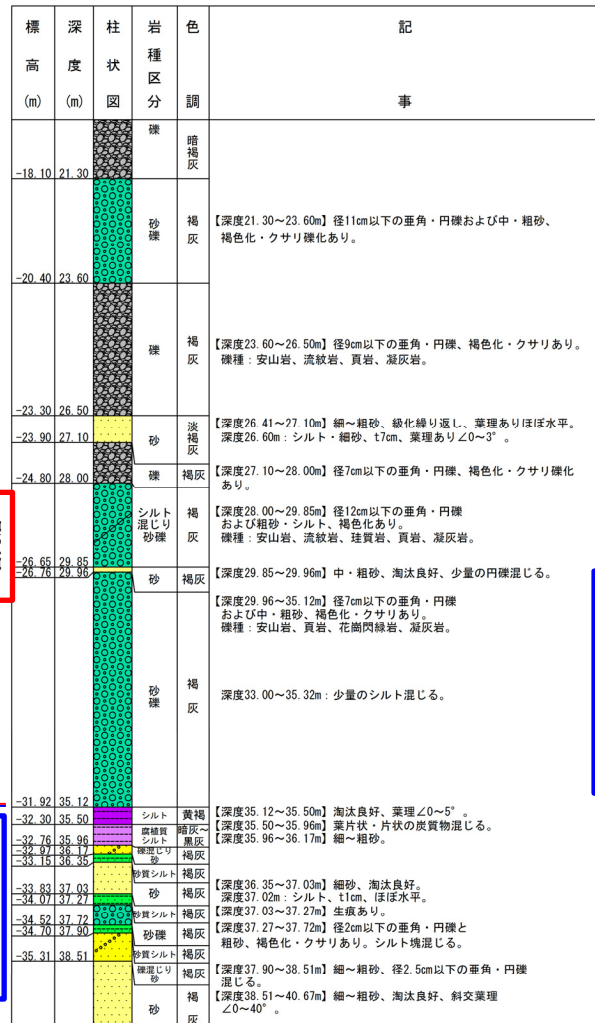 標高(m) 深度(m) 柱状図 岩種区分 色調 記事
礫 暗褐灰
-18.10 21.30
砂礫 褐灰 【深度21.30~23.60m】径11cm以下の亜角・円礫および中・粗砂、
褐色化・クサリ礫化あり。
-20.40 23.60
礫 褐灰 【深度23.60~26.50m】径9cm以下の亜角・円礫、褐色化・クサリあり。
礫種：安山岩、流紋岩、頁岩、凝灰岩。
-23.30 26.50
砂 淡褐灰 【深度26.41~27.10m】細~粗砂、級化繰り返し、葉理ありほぼ水平。
深度26.60m：シルト・細砂、t7cm、葉理あり∠0~3°。
-23.90 27.10
礫 褐灰 【深度27.10~28.00m】径7cm以下の亜角・円礫、褐色化・クサリ礫化
あり。
-24.80 28.00
シルト混じり砂礫 褐灰 【深度28.00~29.85m】径12cm以下の亜角・円礫
および粗砂・シルト、褐色化あり。
礫種：安山岩、流紋岩、珪質岩、頁岩、凝灰岩。
-26.65 29.85
砂 褐灰 【深度29.85~29.96m】中・粗砂、淘汰良好、少量の円礫混じる。
-26.76 29.96
砂礫 褐灰 【深度29.96~35.12m】径7cm以下の亜角・円礫
および中・粗砂、褐色化・クサリあり。
礫種：安山岩、頁岩、花崗閃緑岩、凝灰岩。
深度33.00~35.32m：少量のシルト混じる。
-31.92 35.12
シルト 黄褐 【深度35.12~35.50m】淘汰良好、葉理∠0~5°。
-32.30 35.50
腐植質シルト 暗灰~黒灰 【深度35.50~35.96m】葉片状・片状の炭質物混じる。
-32.76 35.96
礫混じり砂 褐灰 【深度35.96~36.17m】細~粗砂。
-32.97 36.17
砂質シルト 褐灰
-33.15 36.35
砂 褐灰 【深度36.35~37.03m】細砂、淘汰良好。
深度37.02m：シルト、t1cm、ほぼ水平。
-33.83 37.03
砂質シルト 褐灰 【深度37.03~37.27m】生痕あり。
-34.07 37.27
砂礫 褐灰 【深度37.27~37.72m】径2cm以下の亜角・円礫と
粗砂、褐色化・クサリあり。シルト塊混じる。
-34.52 37.72
砂質シルト 褐灰
-34.70 37.90
礫混じり砂 褐灰 【深度37.90~38.51m】細~粗砂、径2.5cm以下の亜角・円礫
混じる。
-35.31 38.51
砂 褐灰 【深度38.51~40.67m】細~粗砂、淘汰良好、斜交葉理
∠0~40°。